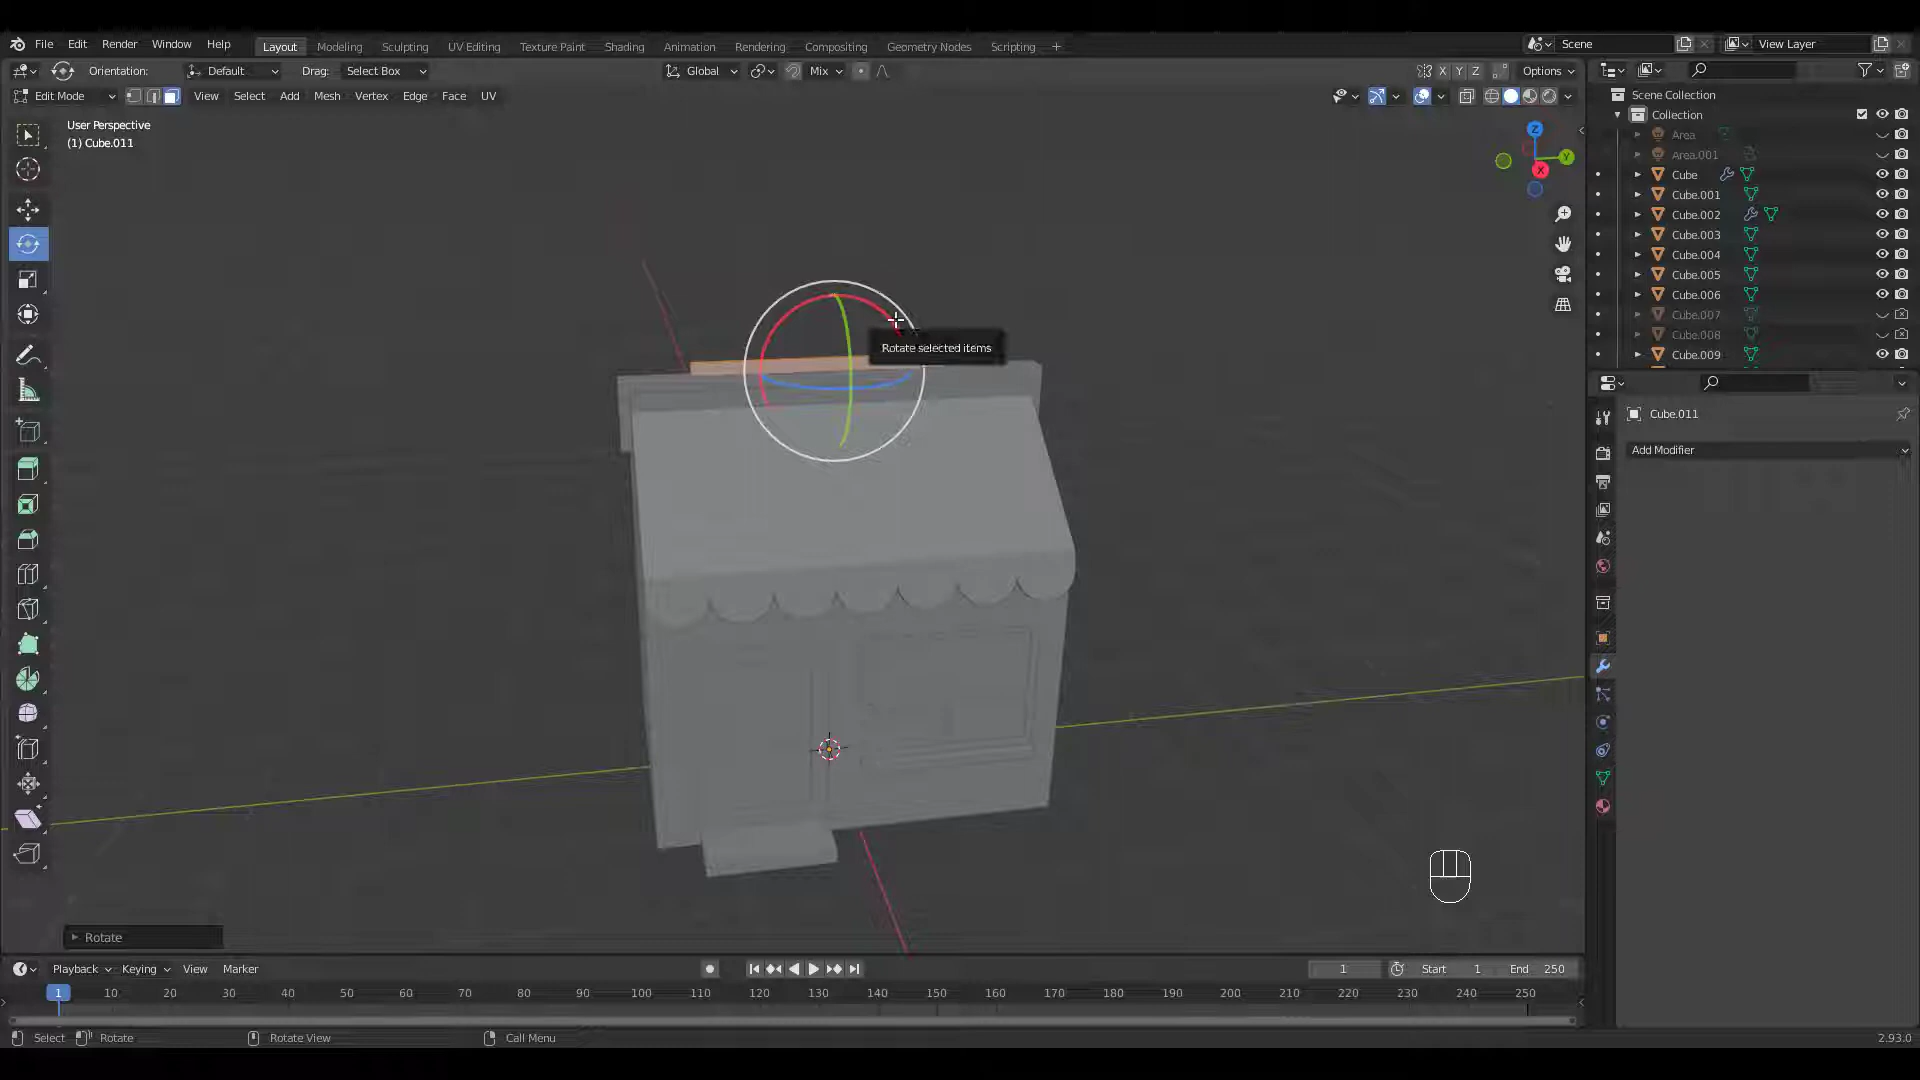 File Edit Render Window Help Layout Modeling Sculpting UV Editing Texture Paint Shading Animation Rendering Compositing Geometry Nodes Scripting + Scene View Layer
Orientation: Default Drag: Select Box Global Mix X Y Z Options
Edit Mode View Select Add Mesh Vertex Edge Face UV
User Perspective
(1) Cube.011
Z
Y
X
Rotate selected items
Scene Collection
Collection
Area
Area.001
Cube
Cube.001
Cube.002
Cube.003
Cube.004
Cube.005
Cube.006
Cube.007
Cube.008
Cube.009
Cube.011
Add Modifier
Rotate
Playback Keying View Marker 1 Start 1 End 250
1 10 20 30 40 50 60 70 80 90 100 110 120 130 140 150 160 170 180 190 200 210 220 230 240 250
Select Rotate Rotate View Call Menu 2.93.0